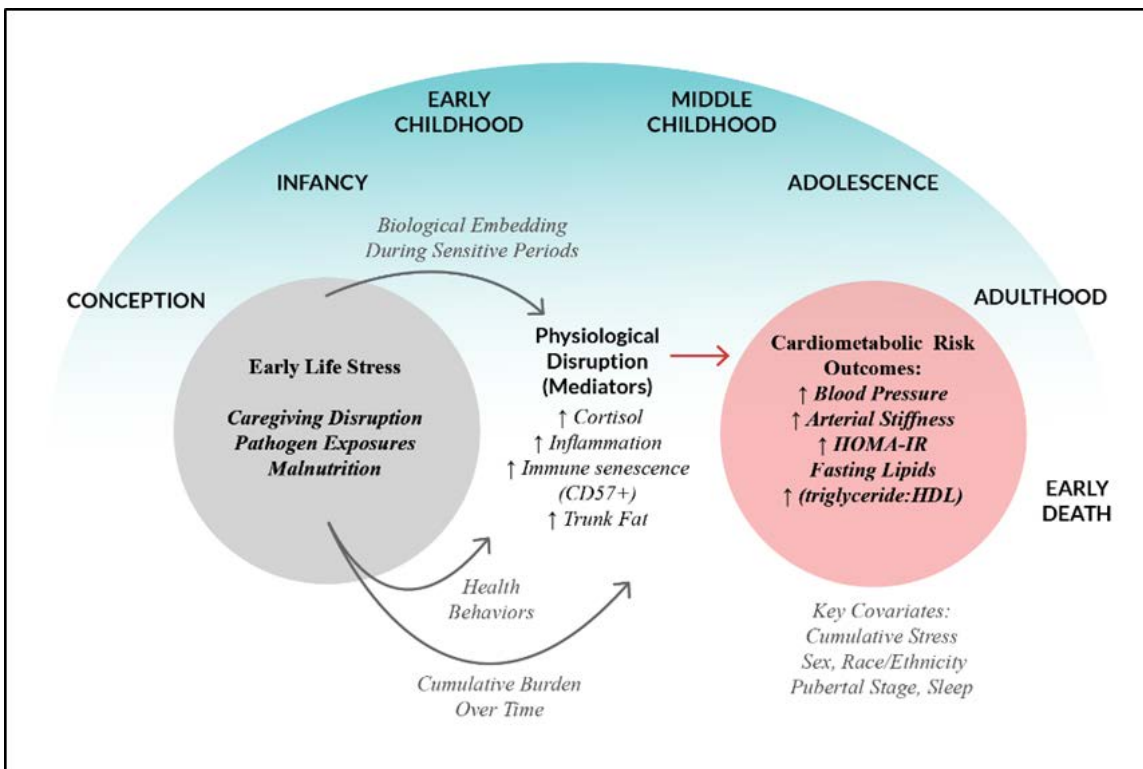 EARLY
CHILDHOOD
MIDDLE
CHILDHOOD
INFANCY
ADOLESCENCE
CONCEPTION
ADULTHOOD
EARLY
DEATH
Biological Embedding
During Sensitive Periods
Early Life Stress
Caregiving Disruption
Pathogen Exposures
Malnutrition
Physiological
Disruption
(Mediators)
↑ Cortisol
↑ Inflammation
↑ Immune senescence
(CD57+)
↑ Trunk Fat
Cardiometabolic Risk
Outcomes:
↑ Blood Pressure
↑ Arterial Stiffness
↑ HOMA-IR
Fasting Lipids
↑ (triglyceride:HDL)
Health
Behaviors
Cumulative Burden
Over Time
Key Covariates:
Cumulative Stress
Sex, Race/Ethnicity
Pubertal Stage, Sleep